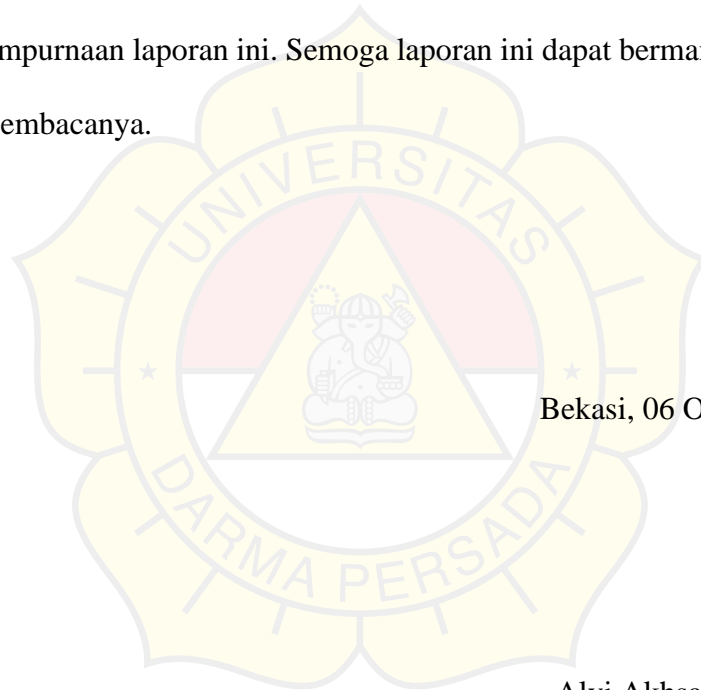 mpurnaan laporan ini. Semoga laporan ini dapat berma
embacanya.
UNIVERSITAS
Bekasi, 06 O
DARMA PERSADA